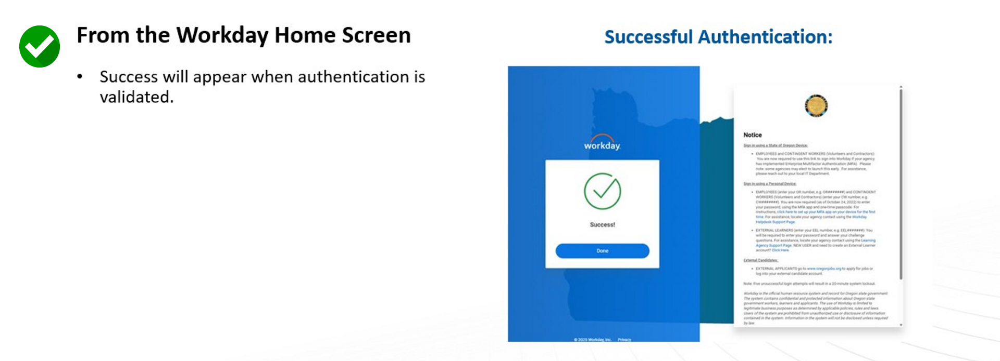 From the Workday Home Screen
• Success will appear when authentication is
validated.
Successful Authentication:
workday.
Success!
Done
© 2025 Workday, Inc. Privacy
Notice
Sign in using a State of Oregon Device:
• EMPLOYEES and CONTINGENT WORKERS (Volunteers and Contractors):
You are now required to use this link to sign into Workday if your agency
has implemented Enterprise Multifactor Authentication (MFA). Please
note: some agencies may elect to launch this early. For assistance,
please reach out to your local IT Department.
Sign in using a Personal Device:
• EMPLOYEES (enter your OR number, e.g. OR#######) and CONTINGENT
WORKERS (Volunteers and Contractors) (enter your CW number, e.g.
CW#######). You are now required (as of October 24, 2022) to enter
your password, using the MFA app and one-time passcode. For
instructions, click here to set up your MFA app on your device for the first
time. For assistance, locate your agency contact using the Workday
Helpdesk Support Page.
• EXTERNAL LEARNERS (enter your EEL number, e.g. EEL#######). You
will be required to enter your password and answer your challenge
questions. For assistance, locate your agency contact using the Learning
Agency Support Page. NEW USER and need to create an External Learner
account? Click Here.
External Candidates:
• EXTERNAL APPLICANTS go to www.oregonjobs.org to apply for jobs or
log into your external candidate account.
Note: Five unsuccessful login attempts will result in a 20-minute system lockout.
Workday is the official human resource system and record for Oregon state government.
The system contains confidential and protected information about Oregon state
government workers, learners and applicants. The use of Workday is limited to
legitimate business purposes as determined by applicable policies, rules and laws.
Users of the system are prohibited from unauthorized use or disclosure of information
contained in the system. Information in the system will not be disclosed unless required
by law.